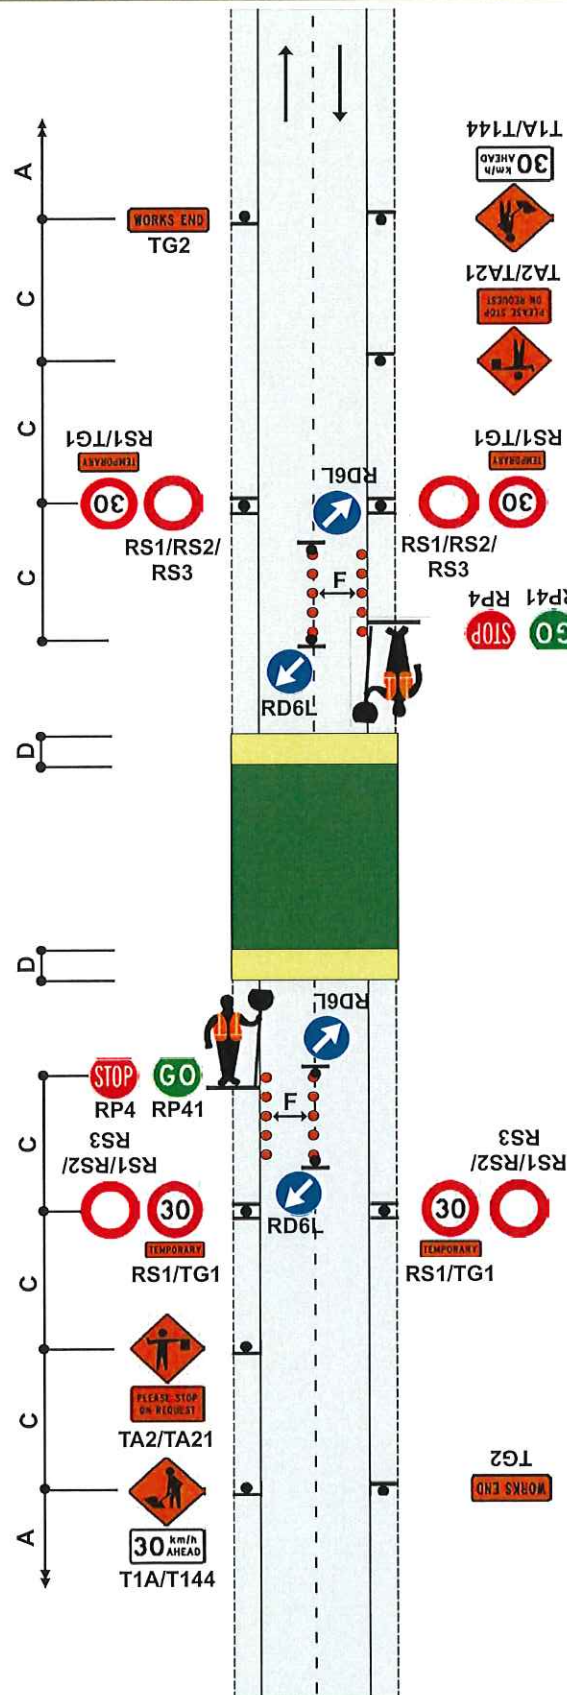 T1A/T144
30 km/h
AHEAD
A
WORKS END
TG2
TA2/TA21
PLEASE STOP
ON REQUEST
C
C
RS1/TG1
TEMPORARY
30
RS1/RS2/
RS3
RD6L
RS1/TG1
TEMPORARY
30
RS1/RS2/
RS3
F
C
RP4
RP41
STOP
GO
RD6L
D
D
RD6L
STOP
GO
RP4
RP41
F
C
RS1/RS2/
RS3
30
TEMPORARY
RS1/TG1
RD6L
30
TEMPORARY
RS1/TG1
RS1/RS2/
RS3
C
PLEASE STOP
ON REQUEST
TA2/TA21
C
TG2
WORKS END
A
30 km/h
AHEAD
T1A/T144